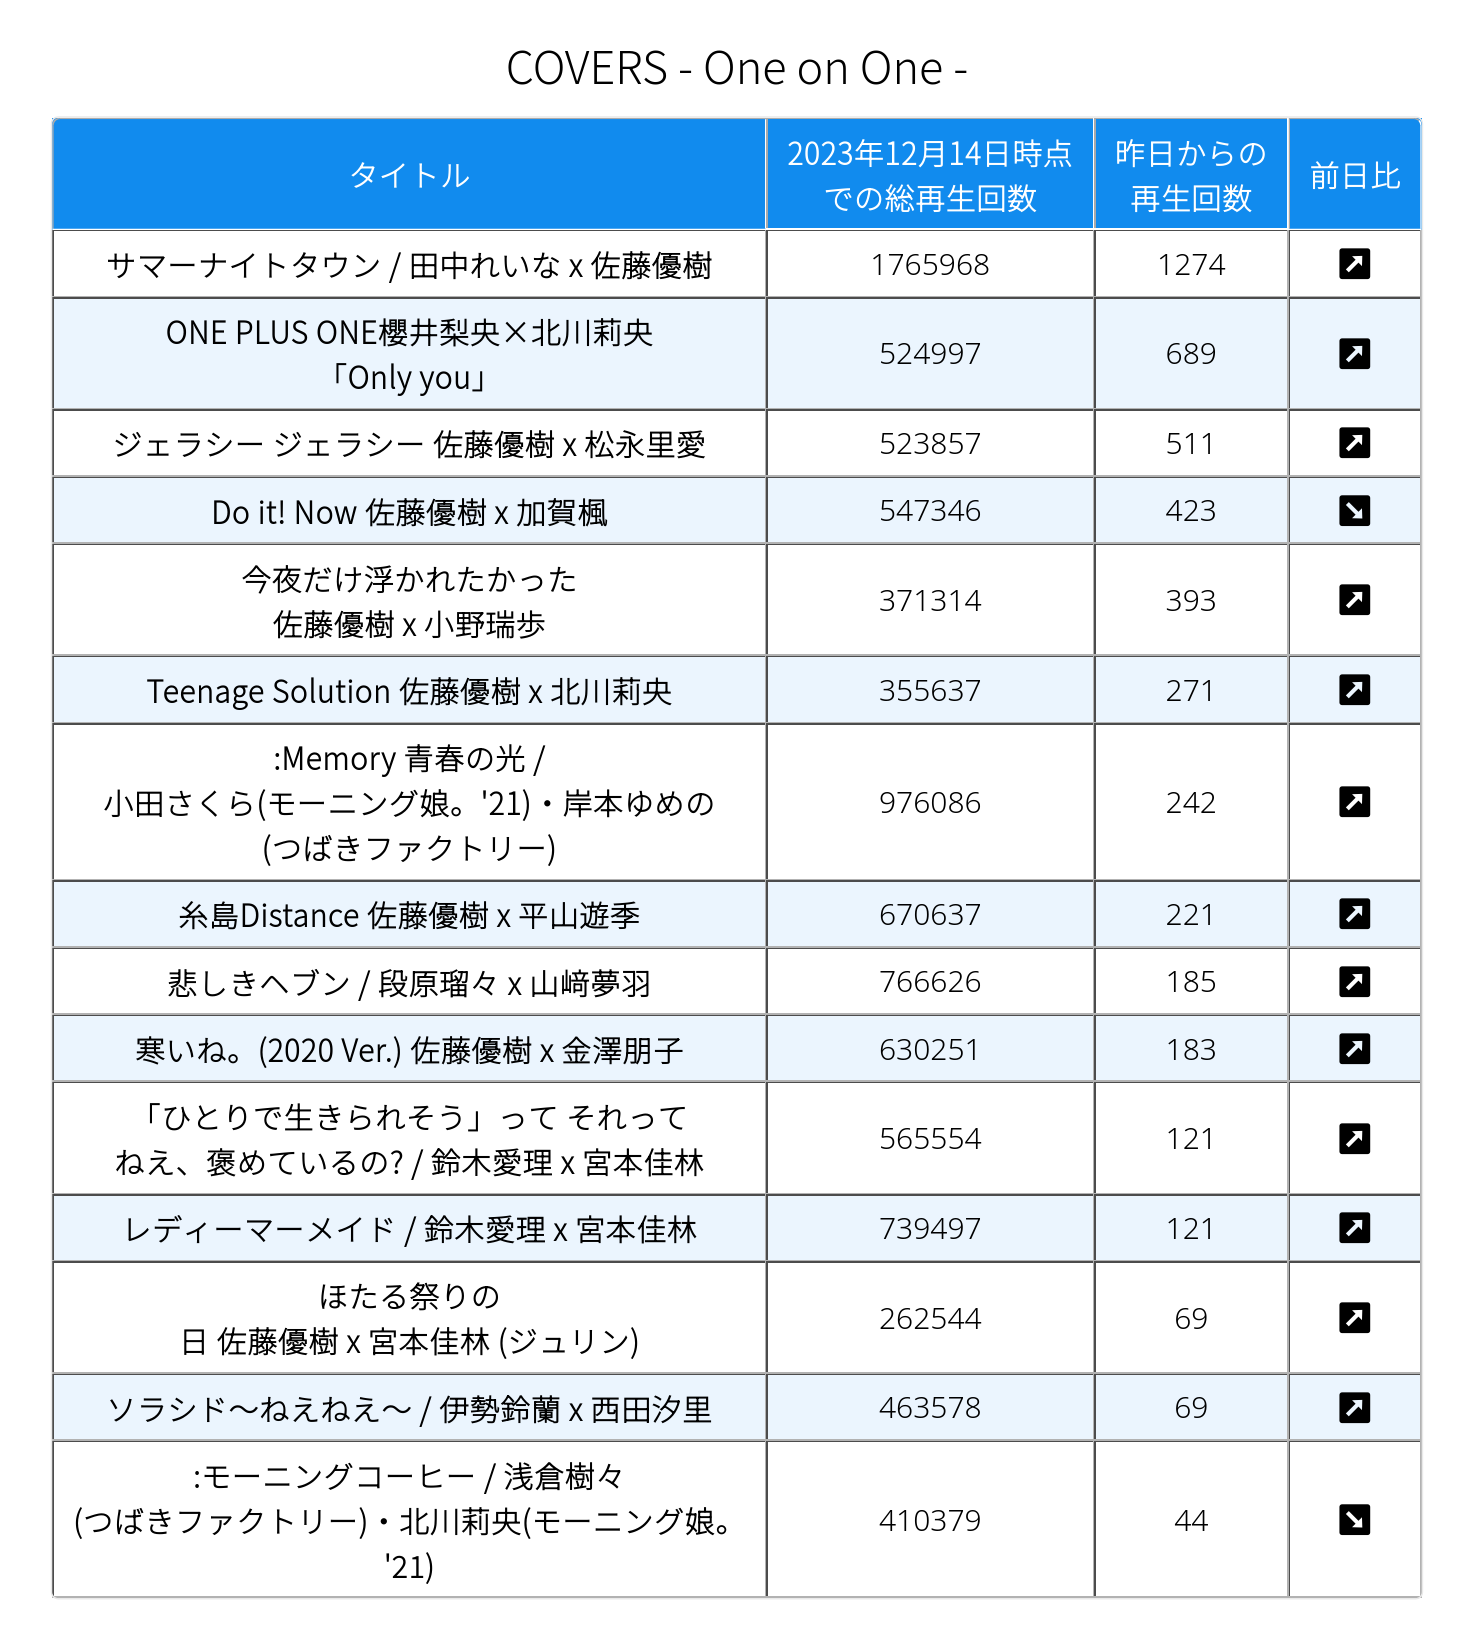 COVERS - One on One -
タイトル
2023年12月14日時点
での総再生回数
昨日からの
再生回数
前日比
サマーナイトタウン / 田中れいな x 佐藤優樹
1765968
1274
ONE PLUS ONE櫻井梨央×北川莉央
「Only you」
524997
689
ジェラシー ジェラシー 佐藤優樹 x 松永里愛
523857
511
Do it! Now 佐藤優樹 x 加賀楓
547346
423
今夜だけ浮かれたかった
佐藤優樹 x 小野瑞歩
371314
393
Teenage Solution 佐藤優樹 x 北川莉央
355637
271
:Memory 青春の光 /
小田さくら(モーニング娘。'21)・岸本ゆめの
(つばきファクトリー)
976086
242
糸島Distance 佐藤優樹 x 平山遊季
670637
221
悲しきヘブン / 段原瑠々 x 山﨑夢羽
766626
185
寒いね。(2020 Ver.) 佐藤優樹 x 金澤朋子
630251
183
「ひとりで生きられそう」って それって
ねえ、褒めているの? / 鈴木愛理 x 宮本佳林
565554
121
レディーマーメイド / 鈴木愛理 x 宮本佳林
739497
121
ほたる祭りの
日 佐藤優樹 x 宮本佳林 (ジュリン)
262544
69
ソラシド〜ねえねえ〜 / 伊勢鈴蘭 x 西田汐里
463578
69
:モーニングコーヒー / 浅倉樹々
(つばきファクトリー)・北川莉央(モーニング娘。
'21)
410379
44